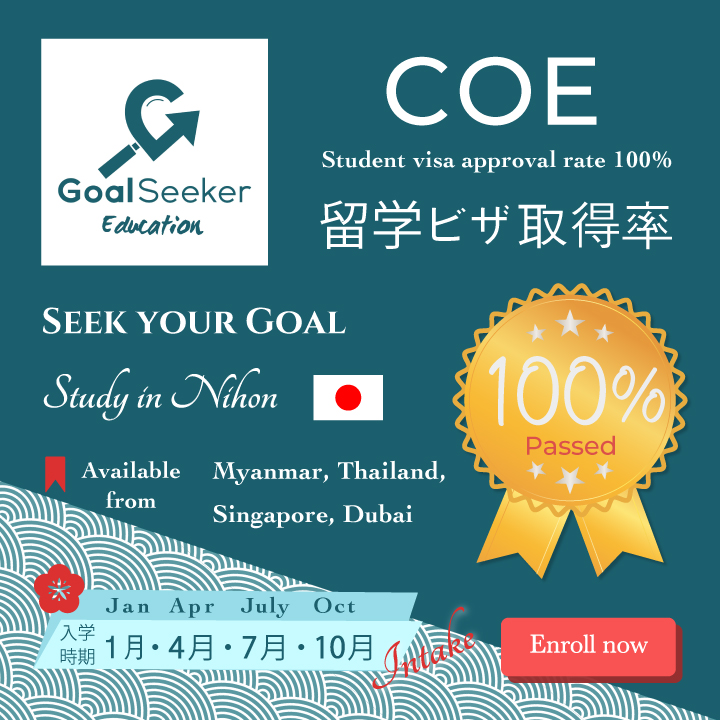 GoalSeeker
Education
COE
Student visa approval rate 100%
留学ビザ取得率
SEEK YOUR GOAL
Study in Nihon
100%
Passed
Available
from
Myanmar, Thailand,
Singapore, Dubai
Jan Apr July Oct
入学
時期
1月・4月・7月・10月
Intake
Enroll now